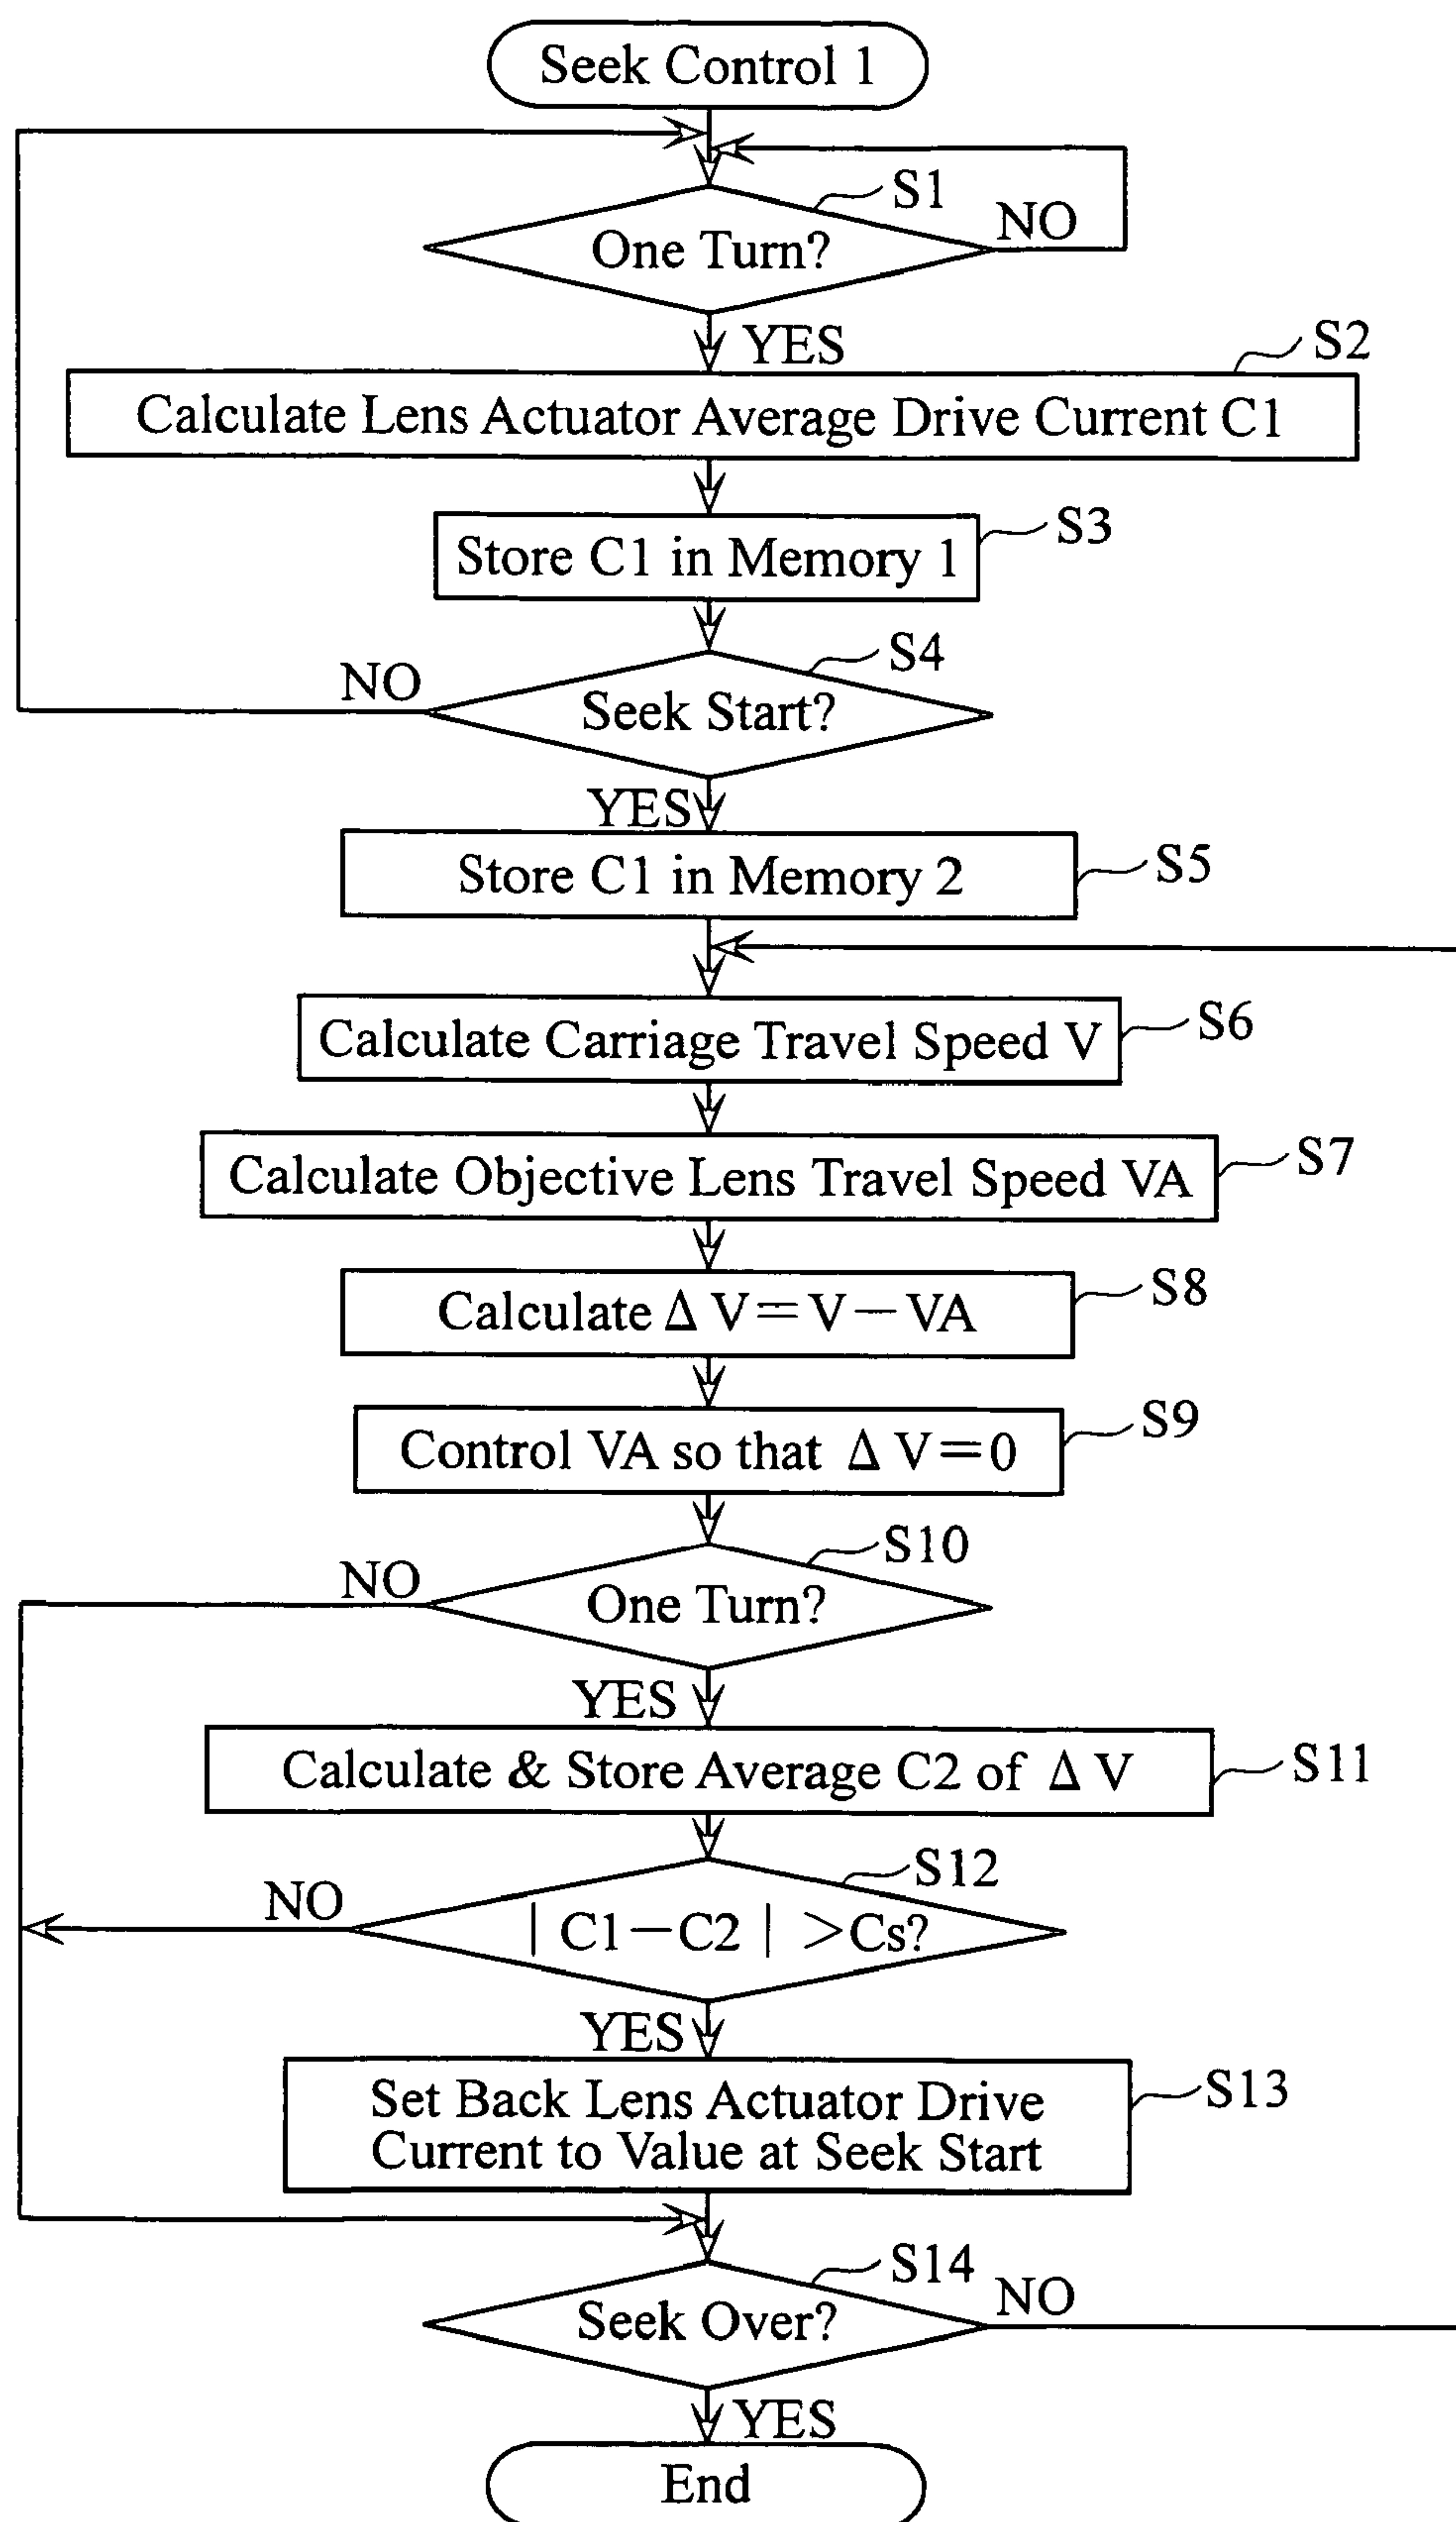 Seek Control 1
S1
One Turn?
NO
YES
S2
Calculate Lens Actuator Average Drive Current C1
S3
Store C1 in Memory 1
S4
NO
Seek Start?
YES
Store C1 in Memory 2
S5
Calculate Carriage Travel Speed V
S6
Calculate Objective Lens Travel Speed VA
S7
Calculate Δ V=V−VA
S8
Control VA so that Δ V=0
S9
S10
NO
One Turn?
YES
Calculate & Store Average C2 of Δ V
S11
S12
NO
| C1−C2 | >Cs?
YES
Set Back Lens Actuator Drive
Current to Value at Seek Start
S13
S14
Seek Over?
NO
YES
End